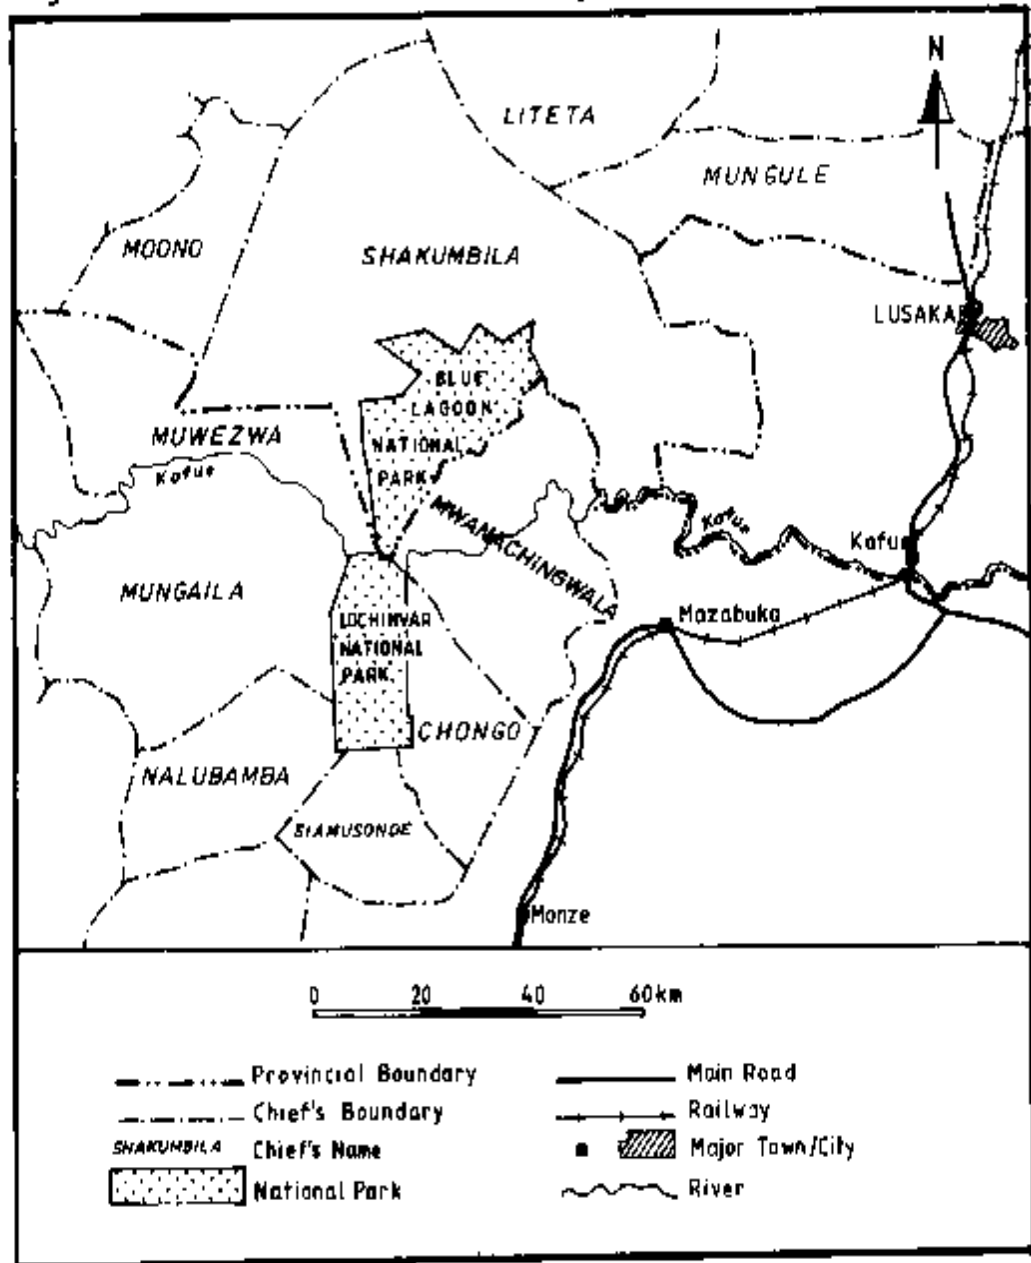 N
LITETA
MUNGULE
MOONO
SHAKUMBILA
LUSAKA
BLUE
LAGOON
NATIONAL
PARK
MUWEZWA
Kafue
MWANACHINGWALA
Kafue
Kafue
MUNGAILA
LOCHINVAR
NATIONAL
PARK
Mazabuka
CHONGO
NALUBAMBA
SIAMUSONDE
Monze
0 20 40 60km
Provincial Boundary
Chief's Boundary
SHAKUMBILA Chief's Name
National Park
Main Road
Railway
Major Town/City
River